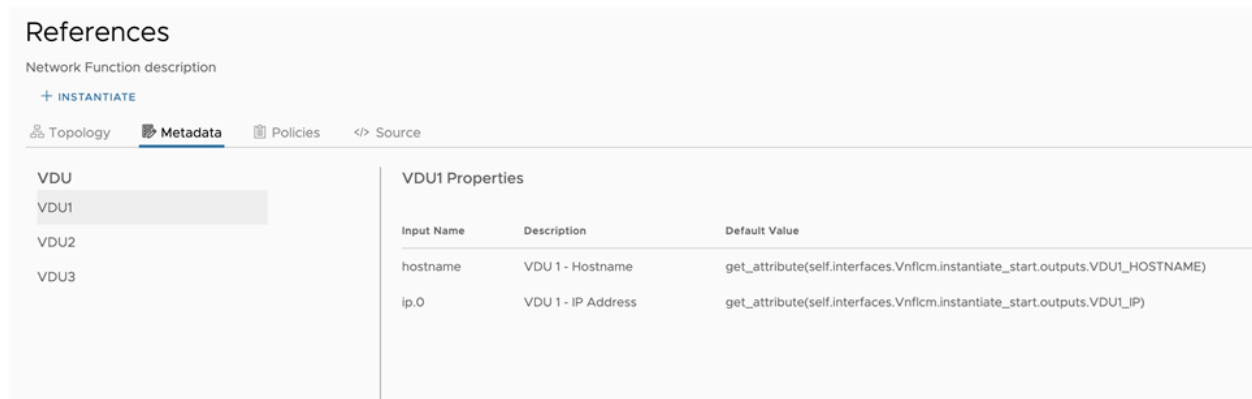 References
Network Function description
+ INSTANTIATE
Topology Metadata Policies </> Source
VDU
VDU1
VDU2
VDU3
VDU1 Properties
Input Name Description Default Value
hostname VDU 1 - Hostname get_attribute(self.interfaces.Vnflcm.instantiate_start.outputs.VDU1_HOSTNAME)
ip.0 VDU 1 - IP Address get_attribute(self.interfaces.Vnflcm.instantiate_start.outputs.VDU1_IP)